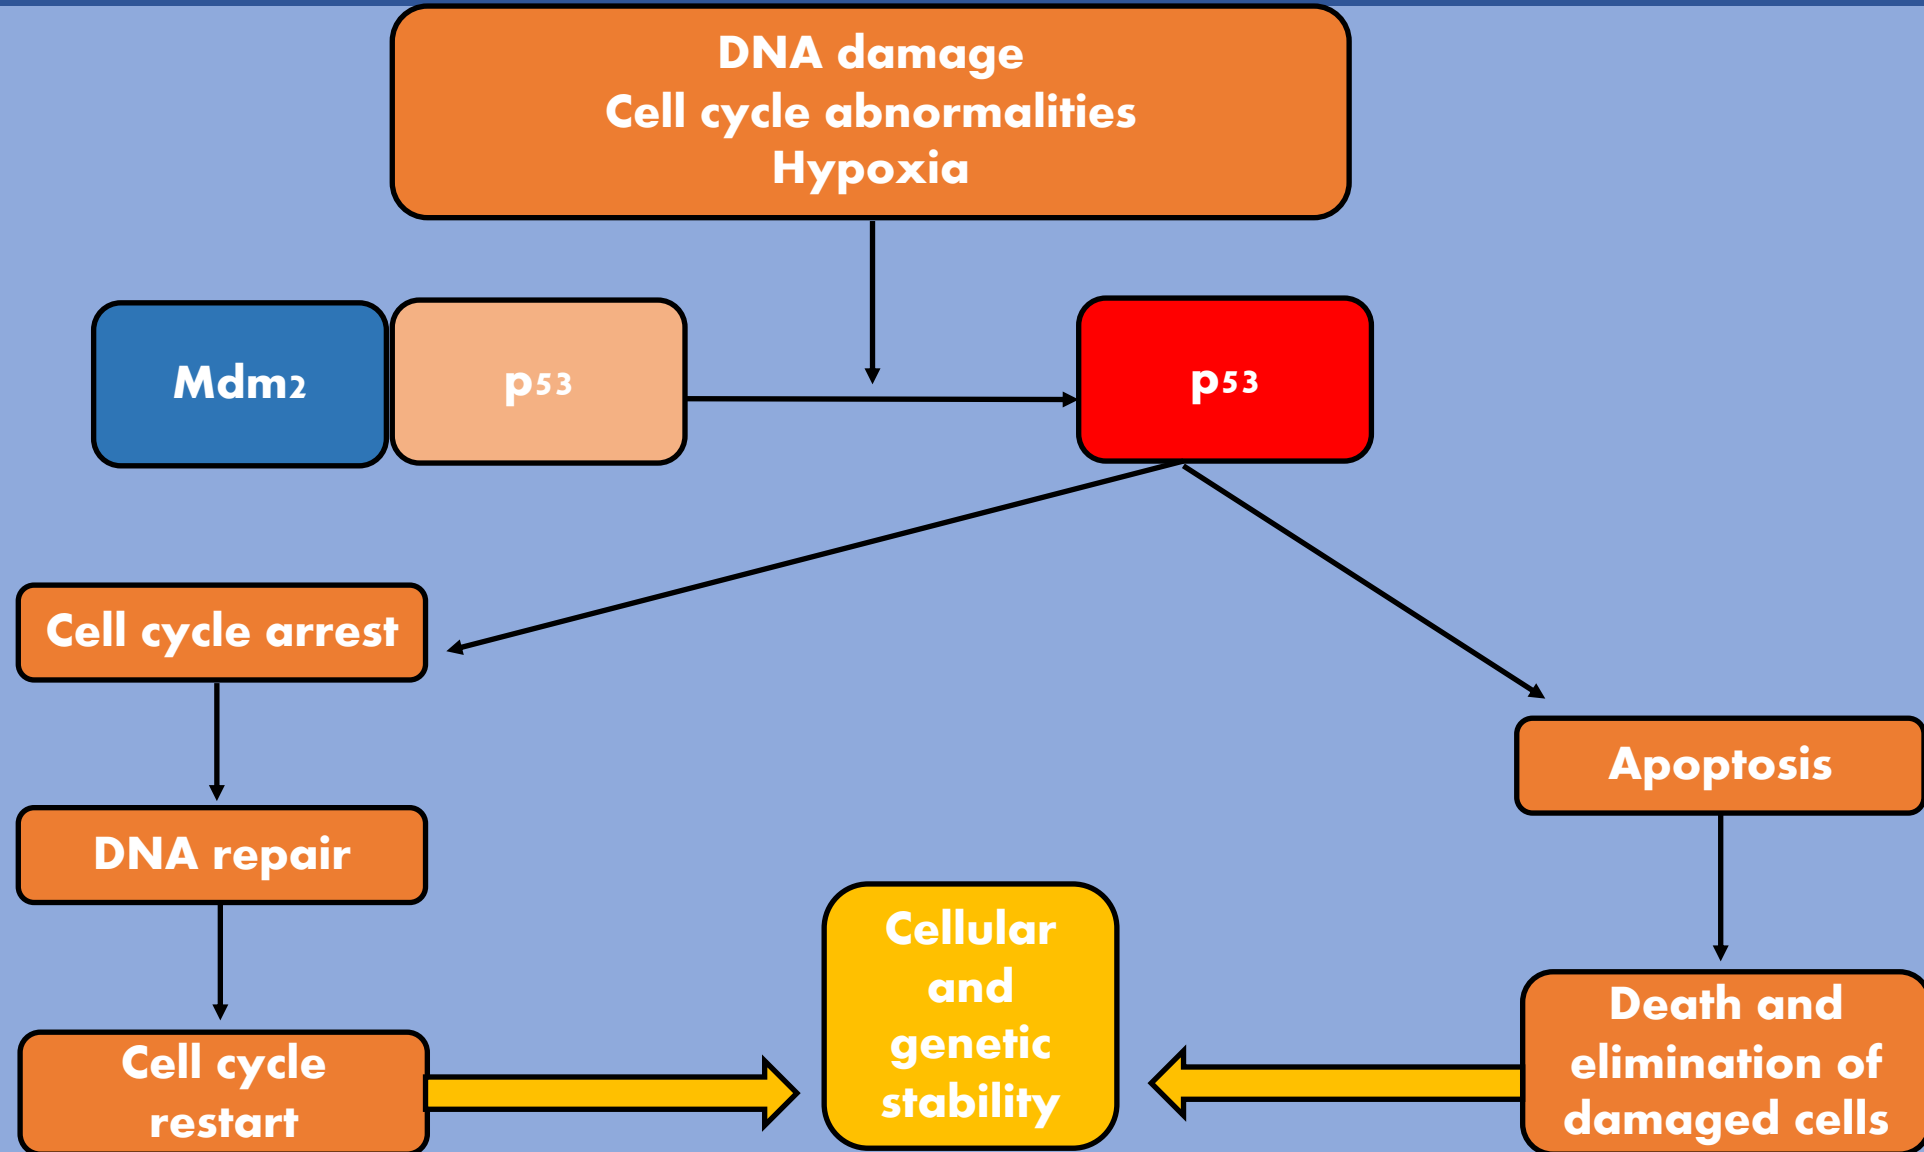 DNA damage
Cell cycle abnormalities
Hypoxia
Mdm2
p53
p53
Cell cycle arrest
Apoptosis
DNA repair
Cellular
and
genetic
stability
Death and
elimination of
damaged cells
Cell cycle
restart